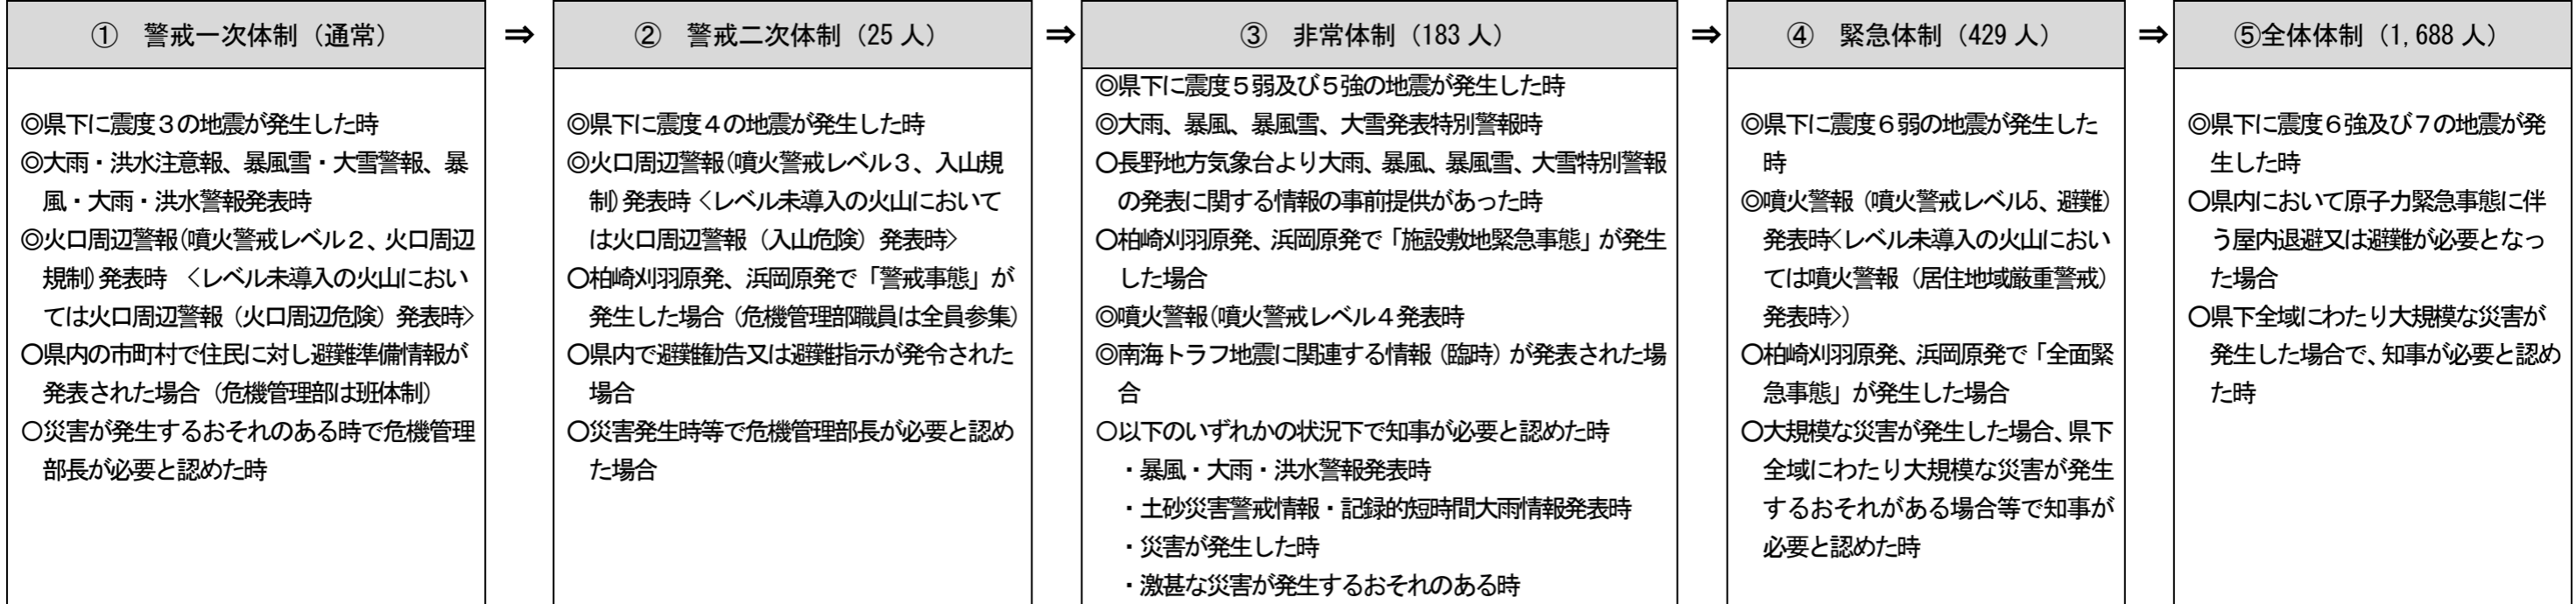 ① 警戒一次体制（通常）
◎県下に震度３の地震が発生した時
◎大雨・洪水注意報、暴風雪・大雪警報、暴
風・大雨・洪水警報発表時
◎火口周辺警報(噴火警戒レベル２、火口周辺
規制)発表時 <レベル未導入の火山におい
ては火口周辺警報（火口周辺危険）発表時>
○県内の市町村で住民に対し避難準備情報が
発表された場合（危機管理部は班体制）
○災害が発生するおそれのある時で危機管理
部長が必要と認めた時
⇒
② 警戒二次体制（25 人）
◎県下に震度４の地震が発生した時
◎火口周辺警報(噴火警戒レベル３、入山規
制)発表時<レベル未導入の火山において
は火口周辺警報（入山危険）発表時>
○柏崎刈羽原発、浜岡原発で「警戒事態」が
発生した場合（危機管理部職員は全員参集）
○県内で避難勧告又は避難指示が発令された
場合
○災害発生時等で危機管理部長が必要と認め
た場合
⇒
③ 非常体制（183 人）
◎県下に震度５弱及び５強の地震が発生した時
◎大雨、暴風、暴風雪、大雪発表特別警報時
○長野地方気象台より大雨、暴風、暴風雪、大雪特別警報
の発表に関する情報の事前提供があった時
○柏崎刈羽原発、浜岡原発で「施設敷地緊急事態」が発生
した場合
◎噴火警報(噴火警戒レベル４発表時
◎南海トラフ地震に関連する情報（臨時）が発表された場
合
○以下のいずれかの状況下で知事が必要と認めた時
・暴風・大雨・洪水警報発表時
・土砂災害警戒情報・記録的短時間大雨情報発表時
・災害が発生した時
・激甚な災害が発生するおそれのある時
⇒
④ 緊急体制（429 人）
◎県下に震度６弱の地震が発生した
時
◎噴火警報（噴火警戒レベル5、避難）
発表時<レベル未導入の火山におい
ては噴火警報（居住地域厳重警戒）
発表時>）
○柏崎刈羽原発、浜岡原発で「全面緊
急事態」が発生した場合
○大規模な災害が発生した場合、県下
全域にわたり大規模な災害が発生
するおそれがある場合等で知事が
必要と認めた時
⇒
⑤全体体制（1,688 人）
◎県下に震度６強及び７の地震が発
生した時
○県内において原子力緊急事態に伴
う屋内退避又は避難が必要となっ
た場合
○県下全域にわたり大規模な災害が
発生した場合で、知事が必要と認め
た時